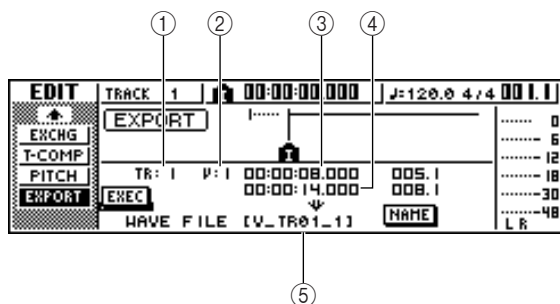 ① ② ③ ④
EDIT TRACK 1 00:00:00.000 ♩=120.0 4/4 001.1
EXPORT
EXCHG
T-COMP
PITCH
EXPORT
TR: 1 V:1 00:00:08.000 005.1
00:00:14.000 008.1
EXEC
NAME
WAVE FILE [V_TR01_1]
0
6
12
18
30
48
L R
⑤